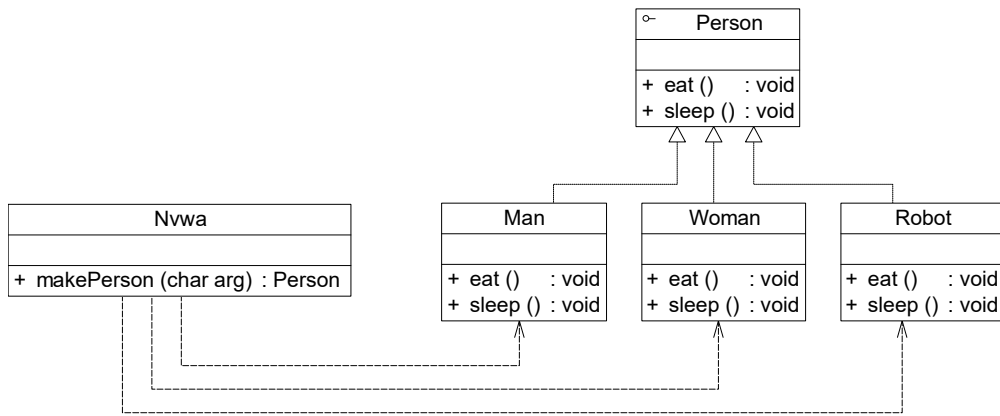 Person
+ eat () : void
+ sleep () : void
Nvwa
+ makePerson (char arg) : Person
Man
+ eat () : void
+ sleep () : void
Woman
+ eat () : void
+ sleep () : void
Robot
+ eat () : void
+ sleep () : void